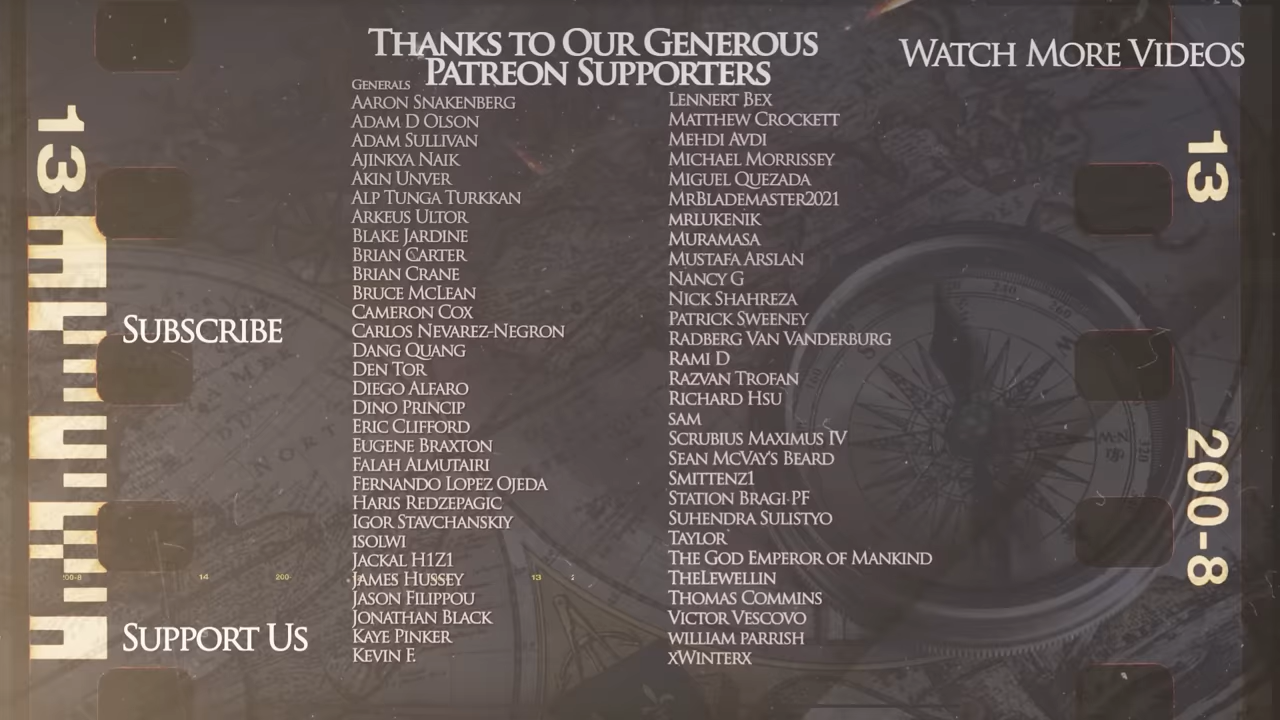 Thanks to Our Generous
Patreon Supporters
Watch More Videos
Generals
Aaron Snakenberg
Adam D Olson
Adam Sullivan
Ajinkya Naik
Akin Unver
Alp Tunga Turkkan
Arkeus Ultor
Blake Jardine
Brian Carter
Brian Crane
Bruce McLean
Cameron Cox
Carlos Nevarez-Negron
Dang Quang
Den Tor
Diego Alfaro
Dino Princip
Eric Clifford
Eugene Braxton
Falah Almutairi
Fernando Lopez Ojeda
Haris Redzepagic
Igor Stavchanskiy
isolwi
Jackal H1Z1
James Hussey
Jason Filippou
Jonathan Black
Kaye Pinker
Kevin F.
Lennert Bex
Matthew Crockett
Mehdi Avdi
Michael Morrissey
Miguel Quezada
MrBlademaster2021
mrlukenik
Muramasa
Mustafa Arslan
Nancy G
Nick Shahreza
Patrick Sweeney
Radberg Van Vanderburg
Rami D
Razvan Trofan
Richard Hsu
sam
Scrubius Maximus IV
Sean McVay's Beard
Smittenz1
Station Bragi PF
Suhendra Sulistyo
Taylor
The God Emperor of Mankind
TheLewellin
Thomas Commins
Victor Vescovo
william parrish
xWinterx
Subscribe
Support Us
13
13
200-8
14
200-
13